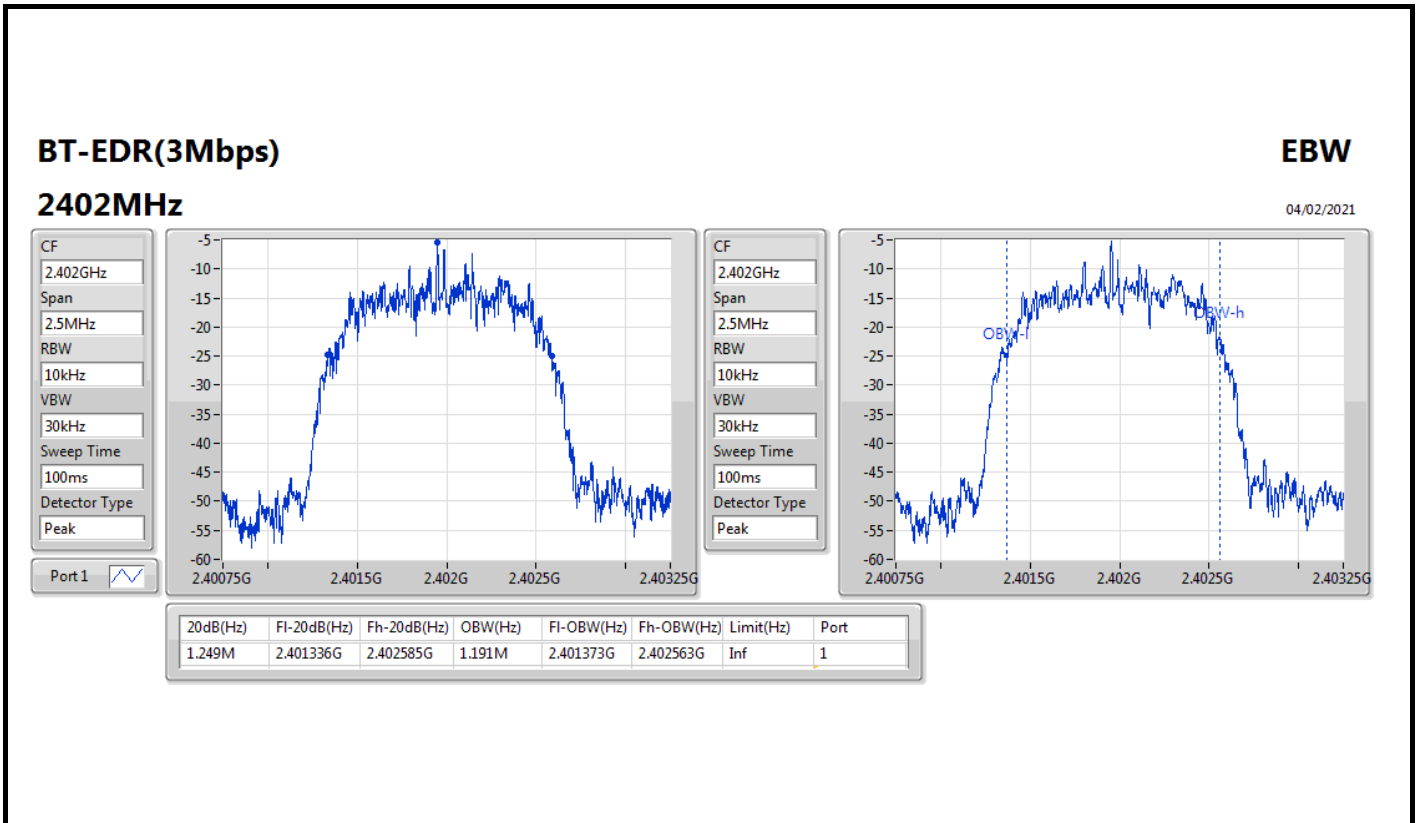 BT-EDR(3Mbps)
EBW
2402MHz
04/02/2021
CF
2.402GHz
Span
2.5MHz
RBW
10kHz
VBW
30kHz
Sweep Time
100ms
Detector Type
Peak
Port 1
-5
-10
-15
-20
-25
-30
-35
-40
-45
-50
-55
-60
2.40075G 2.4015G 2.402G 2.4025G 2.40325G
CF
2.402GHz
Span
2.5MHz
RBW
10kHz
VBW
30kHz
Sweep Time
100ms
Detector Type
Peak
-5
-10
-15
-20
-25
-30
-35
-40
-45
-50
-55
-60
OBW-l
OBW-h
2.40075G 2.4015G 2.402G 2.4025G 2.40325G
20dB(Hz) Fl-20dB(Hz) Fh-20dB(Hz) OBW(Hz) Fl-OBW(Hz) Fh-OBW(Hz) Limit(Hz) Port
1.249M 2.401336G 2.402585G 1.191M 2.401373G 2.402563G Inf 1